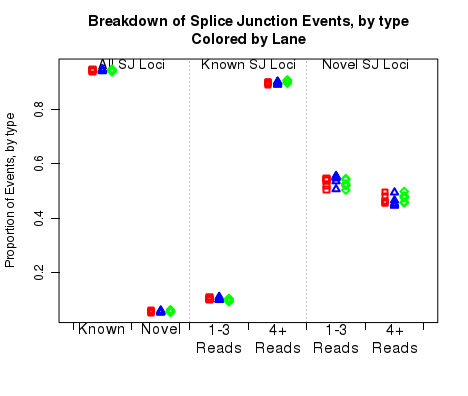 Breakdown of Splice Junction Events, by type
Colored by Lane
All SJ Loci Known SJ Loci Novel SJ Loci
Proportion of Events, by type
0.8
0.6
0.4
0.2
Known Novel 1-3 4+ 1-3 4+
Reads Reads Reads Reads